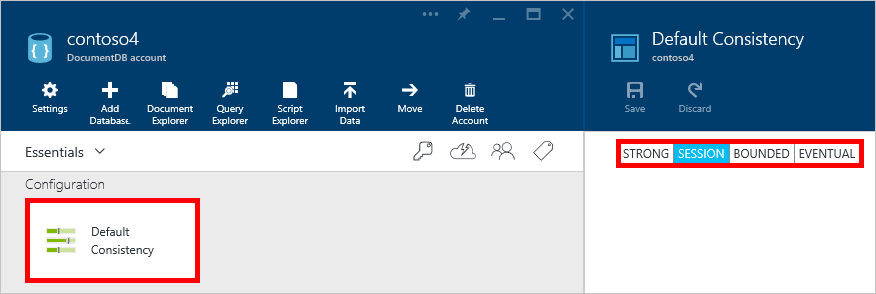 contoso4
DocumentDB account
Settings
Add
Databas‌e.
Document
Explorer
Query
Explorer
Script
Explorer
Import
Data
Move
Delete
Account
Essentials
Configuration
Default
Consistency
Default Consistency
contoso4
Save
Discard
STRONG SESSION BOUNDED EVENTUAL